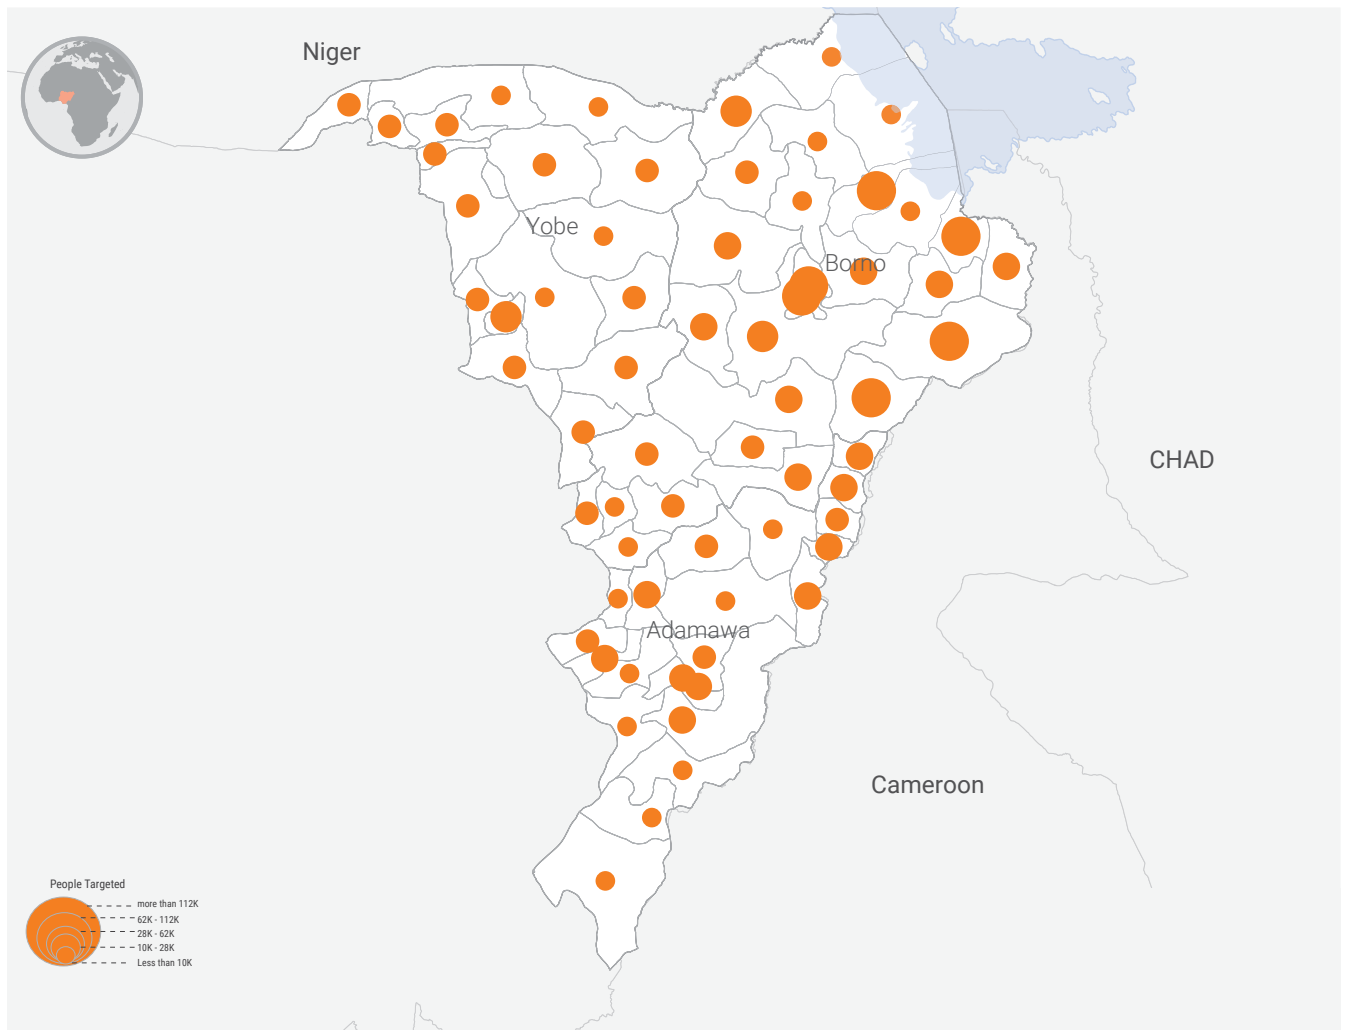 Niger
Yobe
Borno
CHAD
Adamawa
Cameroon
People Targeted
more than 112K
62K - 112K
28K - 62K
10K - 28K
Less than 10K